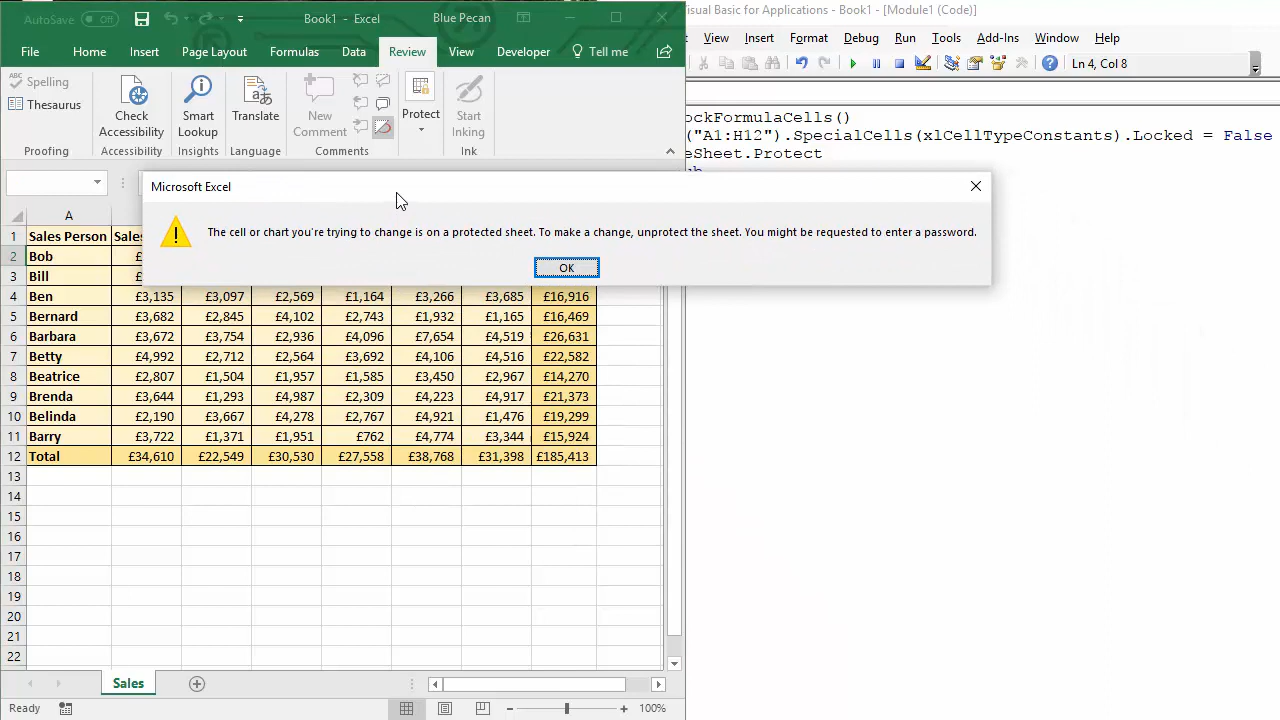 AutoSave Off Book1 - Excel Blue Pecan
File Home Insert Page Layout Formulas Data Review View Developer Tell me
Spelling
Thesaurus
Check Accessibility
Smart Lookup
Translate
New Comment
Protect
Start Inking
Proofing Accessibility Insights Language Comments Ink
Visual Basic for Applications - Book1 - [Module1 (Code)]
View Insert Format Debug Run Tools Add-Ins Window Help
Ln 4, Col 8
ockFormulaCells()
("A1:H12").SpecialCells(xlCellTypeConstants).Locked = False
eSheet.Protect
Microsoft Excel
The cell or chart you're trying to change is on a protected sheet. To make a change, unprotect the sheet. You might be requested to enter a password.
OK
A
1 Sales Person Sales
2 Bob £
3 Bill £
4 Ben £3,135 £3,097 £2,569 £1,164 £3,266 £3,685 £16,916
5 Bernard £3,682 £2,845 £4,102 £2,743 £1,932 £1,165 £16,469
6 Barbara £3,672 £3,754 £2,936 £4,096 £7,654 £4,519 £26,631
7 Betty £4,992 £2,712 £2,564 £3,692 £4,106 £4,516 £22,582
8 Beatrice £2,807 £1,504 £1,957 £1,585 £3,450 £2,967 £14,270
9 Brenda £3,644 £1,293 £4,987 £2,309 £4,223 £4,917 £21,373
10 Belinda £2,190 £3,667 £4,278 £2,767 £4,921 £1,476 £19,299
11 Barry £3,722 £1,371 £1,951 £762 £4,774 £3,344 £15,924
12 Total £34,610 £22,549 £30,530 £27,558 £38,768 £31,398 £185,413
13
14
15
16
17
18
19
20
21
22
Sales
Ready 100%